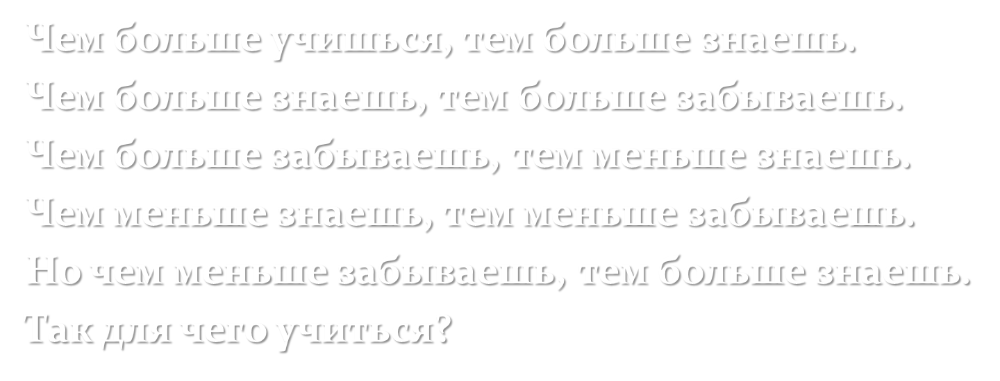 Чем больше учишься, тем больше знаешь.
Чем больше знаешь, тем больше забываешь.
Чем больше забываешь, тем меньше знаешь.
Чем меньше знаешь, тем меньше забываешь.
Но чем меньше забываешь, тем больше знаешь.
Так для чего учиться?